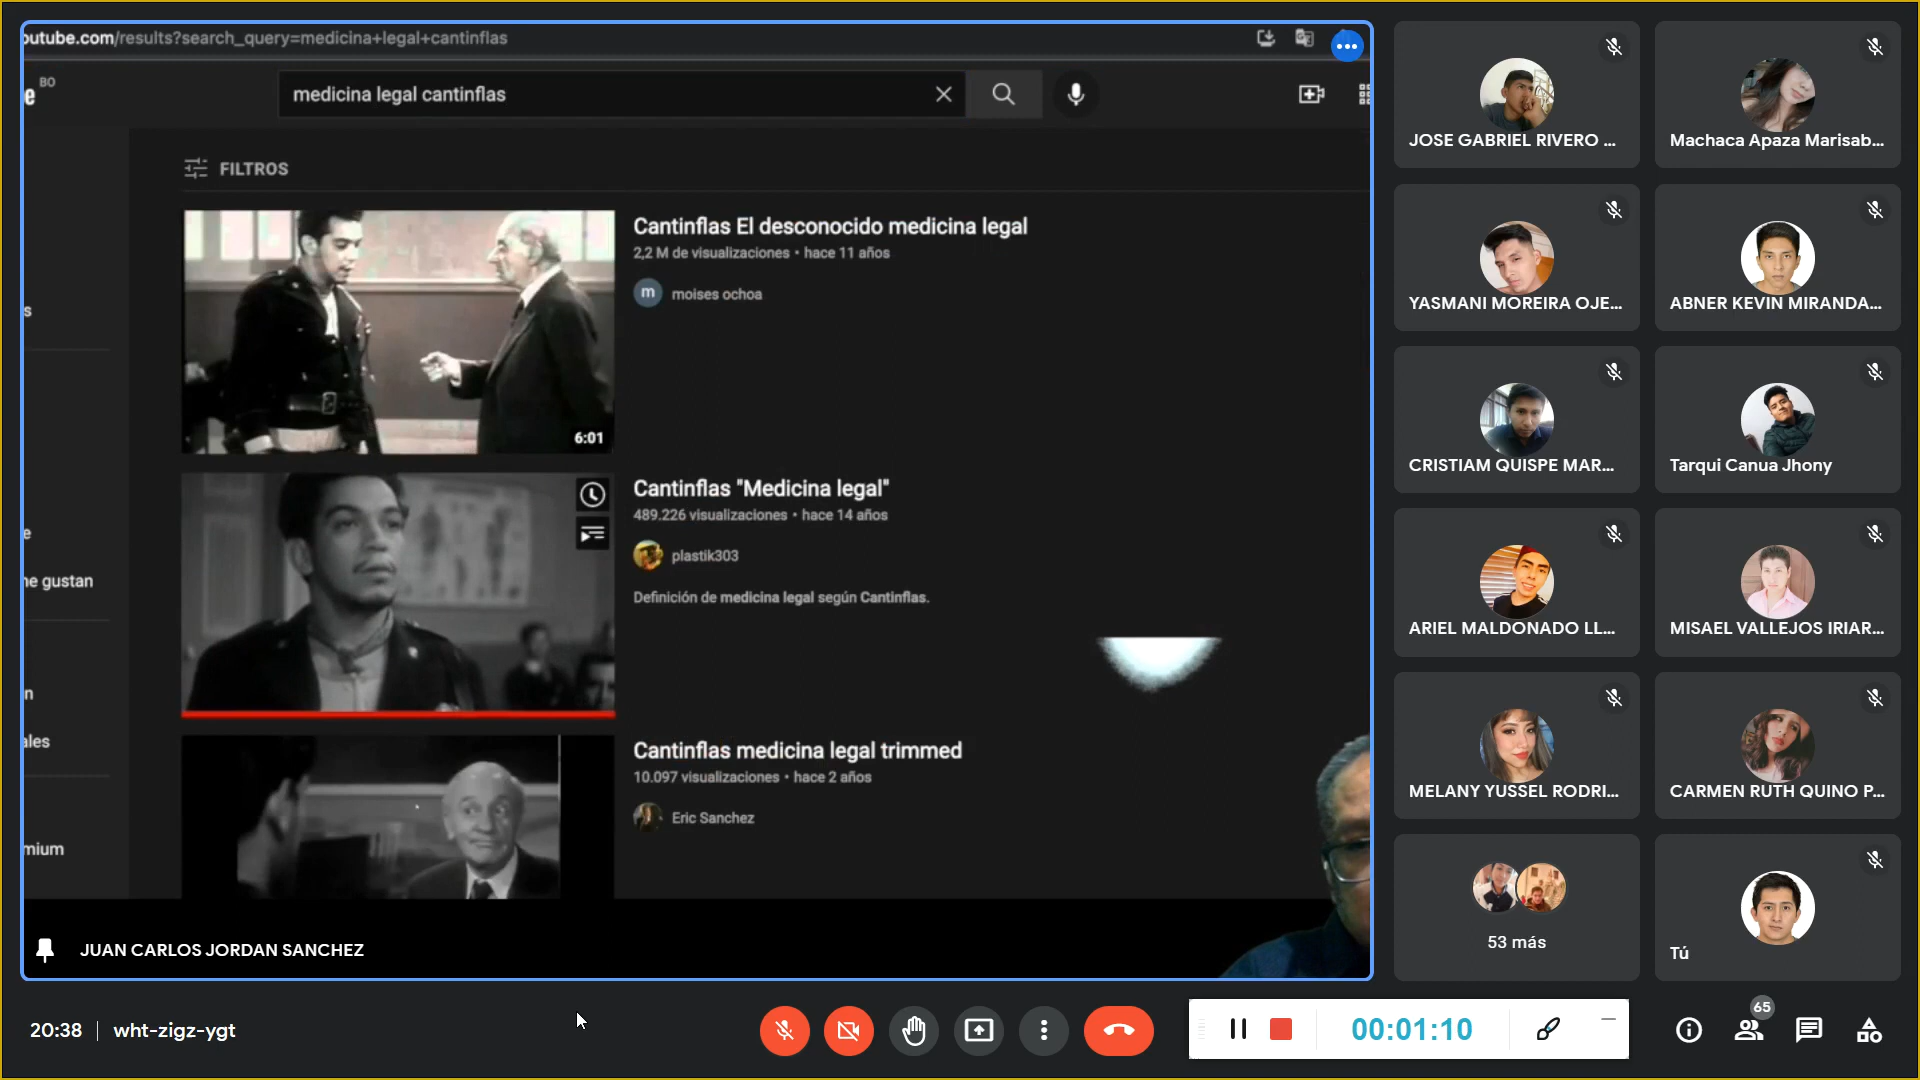 outube.com/results?search_query=medicina+legal+cantinflas
e BO
medicina legal cantinflas
FILTROS
Cantinflas El desconocido medicina legal
2,2 M de visualizaciones • hace 11 años
m moises ochoa
6:01
s
Cantinflas "Medicina legal"
489.226 visualizaciones • hace 14 años
plastik303
Definición de medicina legal según Cantinflas.
e
ne gustan
n
ales
mium
Cantinflas medicina legal trimmed
10.097 visualizaciones • hace 2 años
Eric Sanchez
JUAN CARLOS JORDAN SANCHEZ
JOSE GABRIEL RIVERO ...
Machaca Apaza Marisab...
YASMANI MOREIRA OJE...
ABNER KEVIN MIRANDA...
CRISTIAM QUISPE MAR...
Tarqui Canua Jhony
ARIEL MALDONADO LL...
MISAEL VALLEJOS IRIAR...
MELANY YUSSEL RODRI...
CARMEN RUTH QUINO P...
53 más
Tú
20:38 | wht-zigz-ygt
00:01:10
65